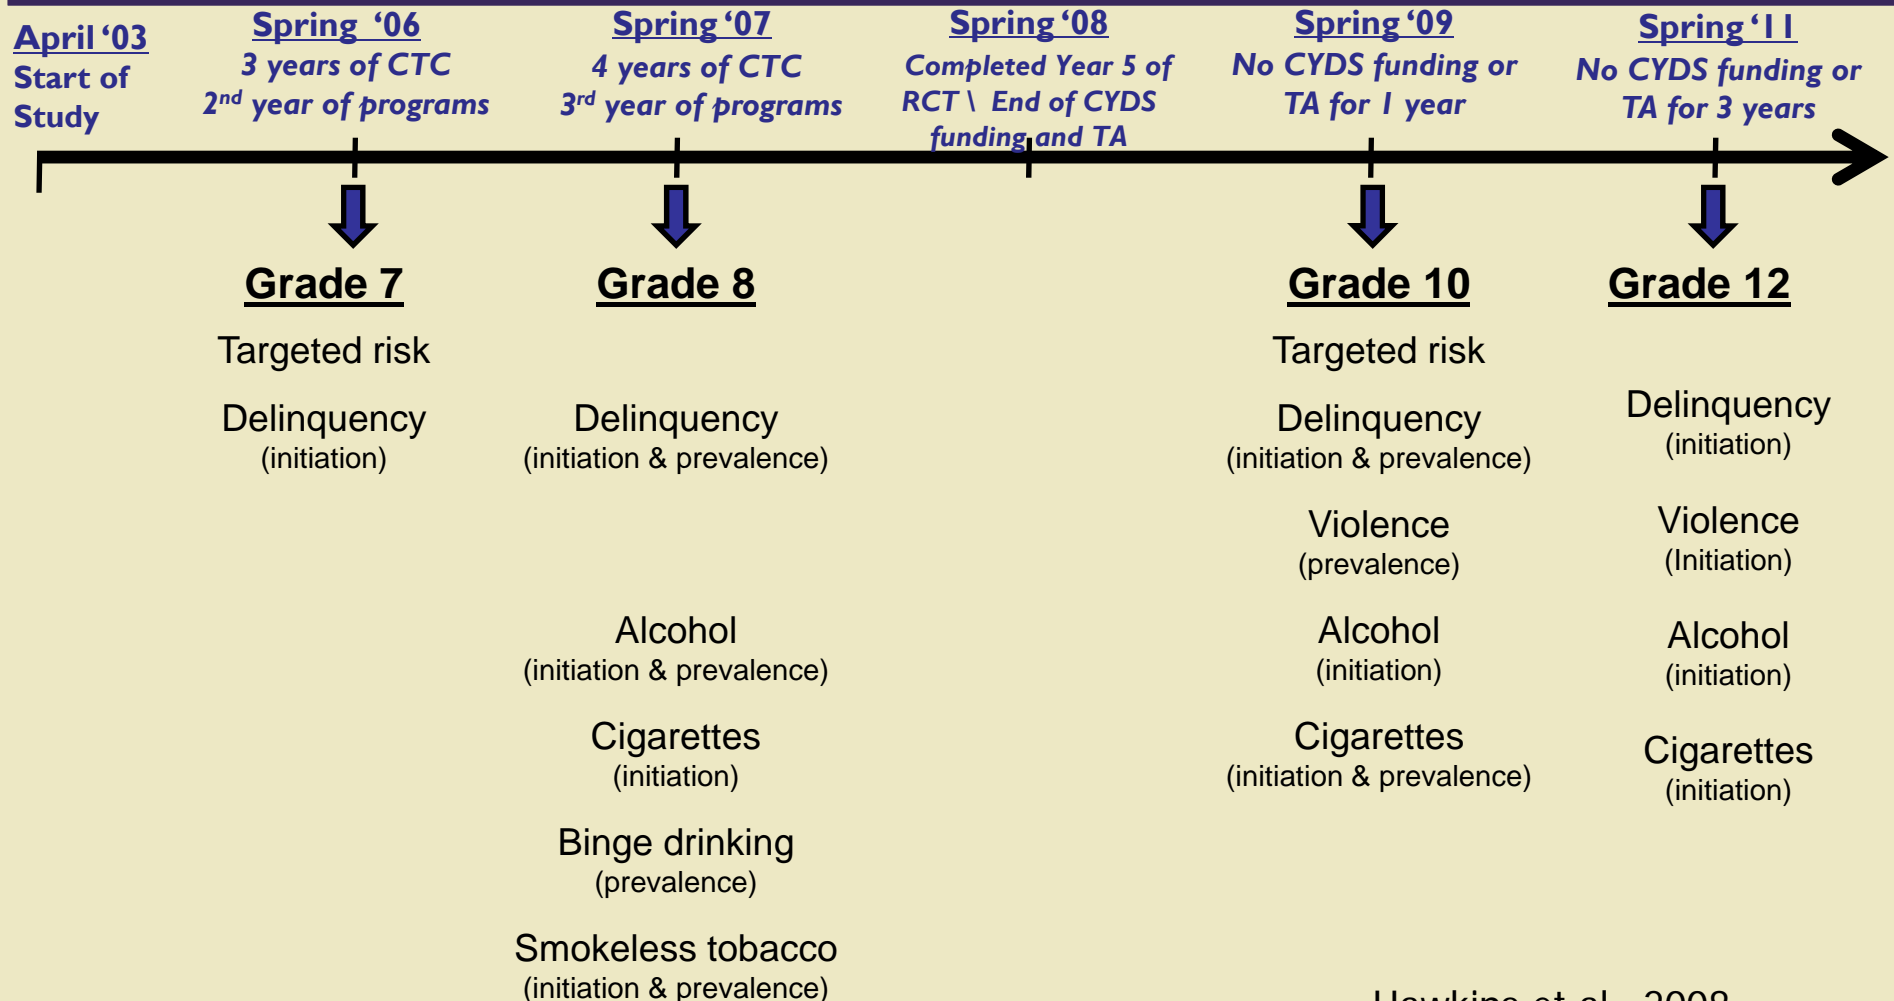 April ‘03
Start of
Study
Spring ‘06
3 years of CTC
2nd year of programs
Spring ‘07
4 years of CTC
3rd year of programs
Spring ‘08
Completed Year 5 of
RCT \ End of CYDS
funding and TA
Spring ‘09
No CYDS funding or
TA for 1 year
Spring ‘11
No CYDS funding or
TA for 3 years
Grade 7
Targeted risk
Delinquency
(initiation)
Grade 8
Delinquency
(initiation & prevalence)
Alcohol
(initiation & prevalence)
Cigarettes
(initiation)
Binge drinking
(prevalence)
Smokeless tobacco
(initiation & prevalence)
Grade 10
Targeted risk
Delinquency
(initiation & prevalence)
Violence
(prevalence)
Alcohol
(initiation)
Cigarettes
(initiation & prevalence)
Grade 12
Delinquency
(initiation)
Violence
(Initiation)
Alcohol
(initiation)
Cigarettes
(initiation)
Hawkins et al., 2008